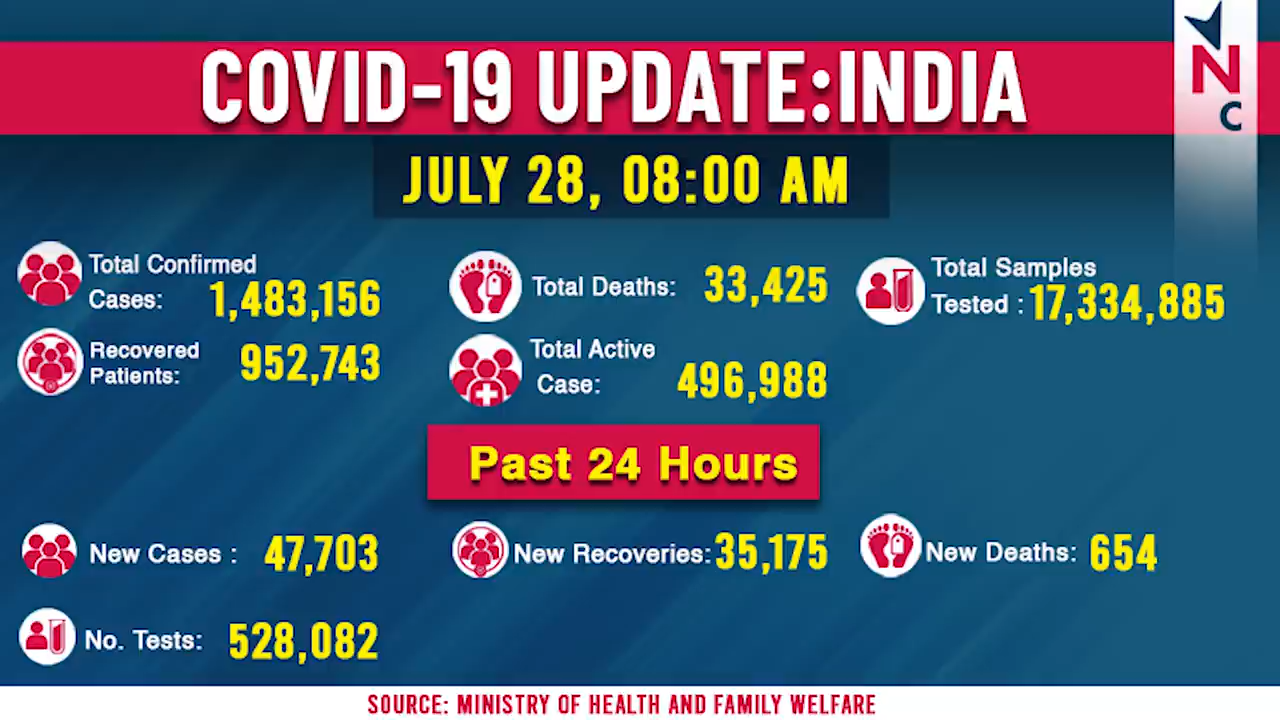 COVID-19 UPDATE:INDIA
N
C
JULY 28, 08:00 AM
Total Confirmed
Cases: 1,483,156
Total Deaths: 33,425
Total Samples
Tested : 17,334,885
Recovered
Patients: 952,743
Total Active
Case: 496,988
Past 24 Hours
New Cases : 47,703
New Recoveries: 35,175
New Deaths: 654
No. Tests: 528,082
SOURCE: MINISTRY OF HEALTH AND FAMILY WELFARE